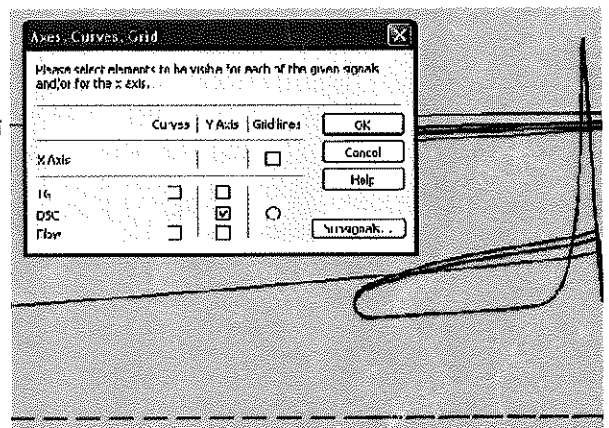 Axes, Curves, Grid
Please select elements to be visible for each of the given signals
and/or for the x axis.
Curves Y Axis Grid lines
OK
X Axis
Cancel
Help
TG
DSC
Flow
Subsignals...